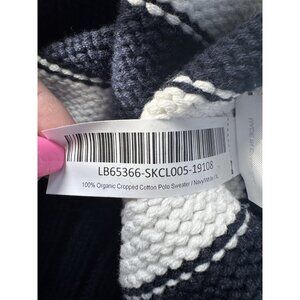 LB65366-SKCL005-19108
100% Organic Cropped Cotton Polo Sweater / Navy/White /